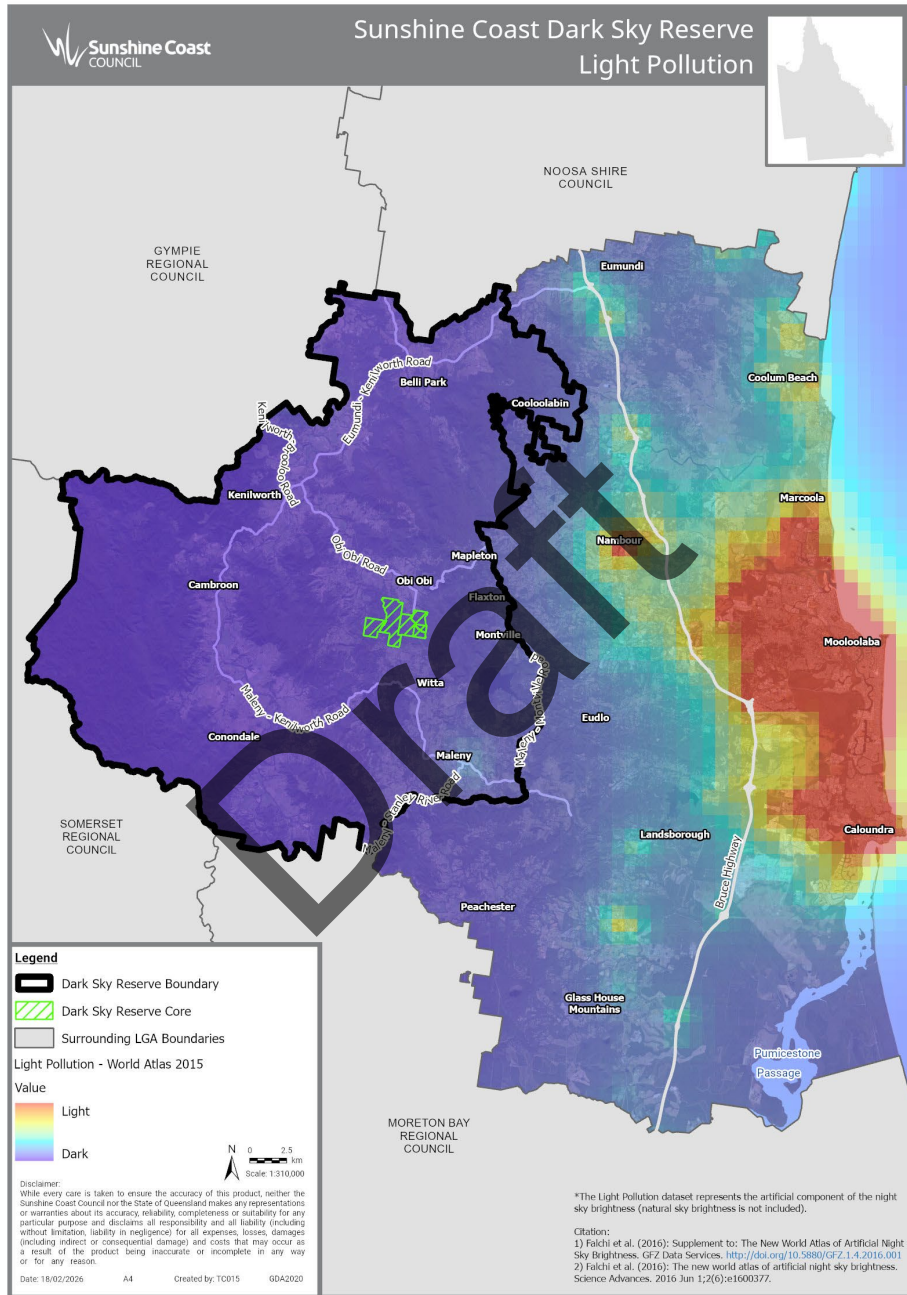 Sunshine Coast
COUNCIL
Sunshine Coast Dark Sky Reserve
Light Pollution
NOOSA SHIRE
COUNCIL
GYMPIE
REGIONAL
COUNCIL
Eumundi
Eumundi - Kenilworth Road
Belli Park
Coolum Beach
Cooloolabin
Kenilworth - Brooloo Road
Kenilworth
Marcoola
Nambour
Obi Obi Road
Mapleton
Obi Obi
Cambroon
Flaxton
Montville
Mooloolaba
Witta
Maleny - Montville Road
Maleny - Kenilworth Road
Eudlo
Conondale
Maleny
Maleny - Stanley River Road
SOMERSET
REGIONAL
COUNCIL
Landsborough
Caloundra
Bruce Highway
Peachester
Draft
Glass House
Mountains
Pumicestone
Passage
MORETON BAY
REGIONAL
COUNCIL
Legend
Dark Sky Reserve Boundary
Dark Sky Reserve Core
Surrounding LGA Boundaries
Light Pollution - World Atlas 2015
Value
Light
Dark
N
0 2.5
km
Scale: 1:310,000
Disclaimer:
While every care is taken to ensure the accuracy of this product, neither the
Sunshine Coast Council nor the State of Queensland makes any representations
or warranties about its accuracy, reliability, completeness or suitability for any
particular purpose and disclaims all responsibility and all liability (including
without limitation, liability in negligence) for all expenses, losses, damages
(including indirect or consequential damage) and costs that may occur as
a result of the product being inaccurate or incomplete in any way
or for any reason.
Date: 18/02/2026 A4 Created by: TC015 GDA2020
*The Light Pollution dataset represents the artificial component of the night
sky brightness (natural sky brightness is not included).
Citation:
1) Falchi et al. (2016): Supplement to: The New World Atlas of Artificial Night
Sky Brightness. GFZ Data Services. http://doi.org/10.5880/GFZ.1.4.2016.001
2) Falchi et al. (2016): The new world atlas of artificial night sky brightness.
Science Advances. 2016 Jun 1;2(6):e1600377.